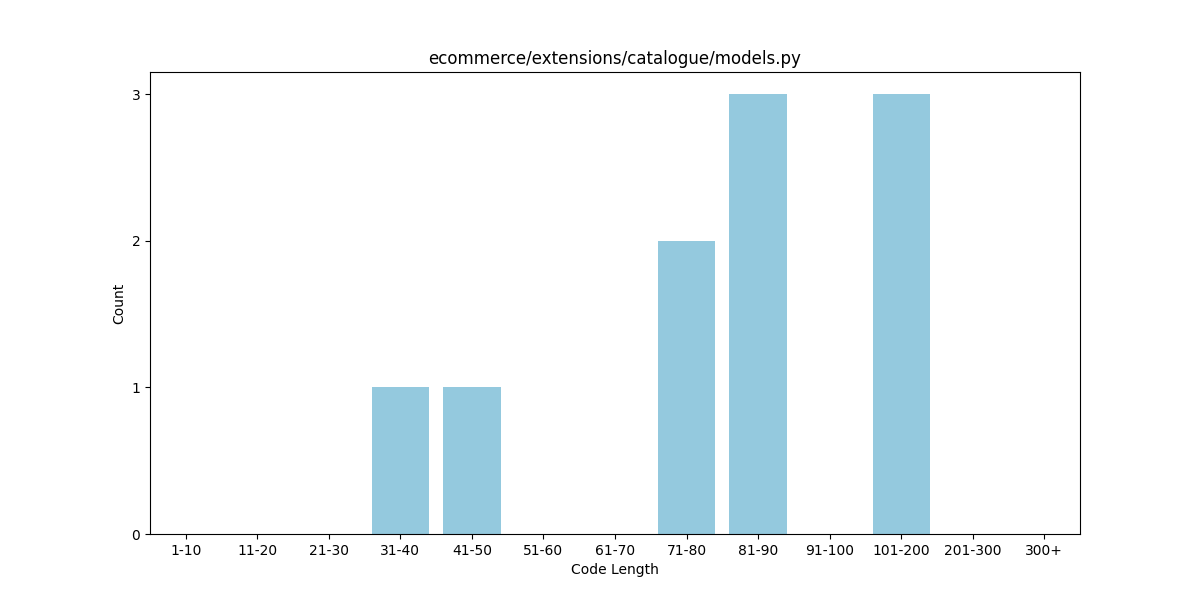 ecommerce/extensions/catalogue/models.py
Count
3
2
1
0
1-10 11-20 21-30 31-40 41-50 51-60 61-70 71-80 81-90 91-100 101-200 201-300 300+
Code Length